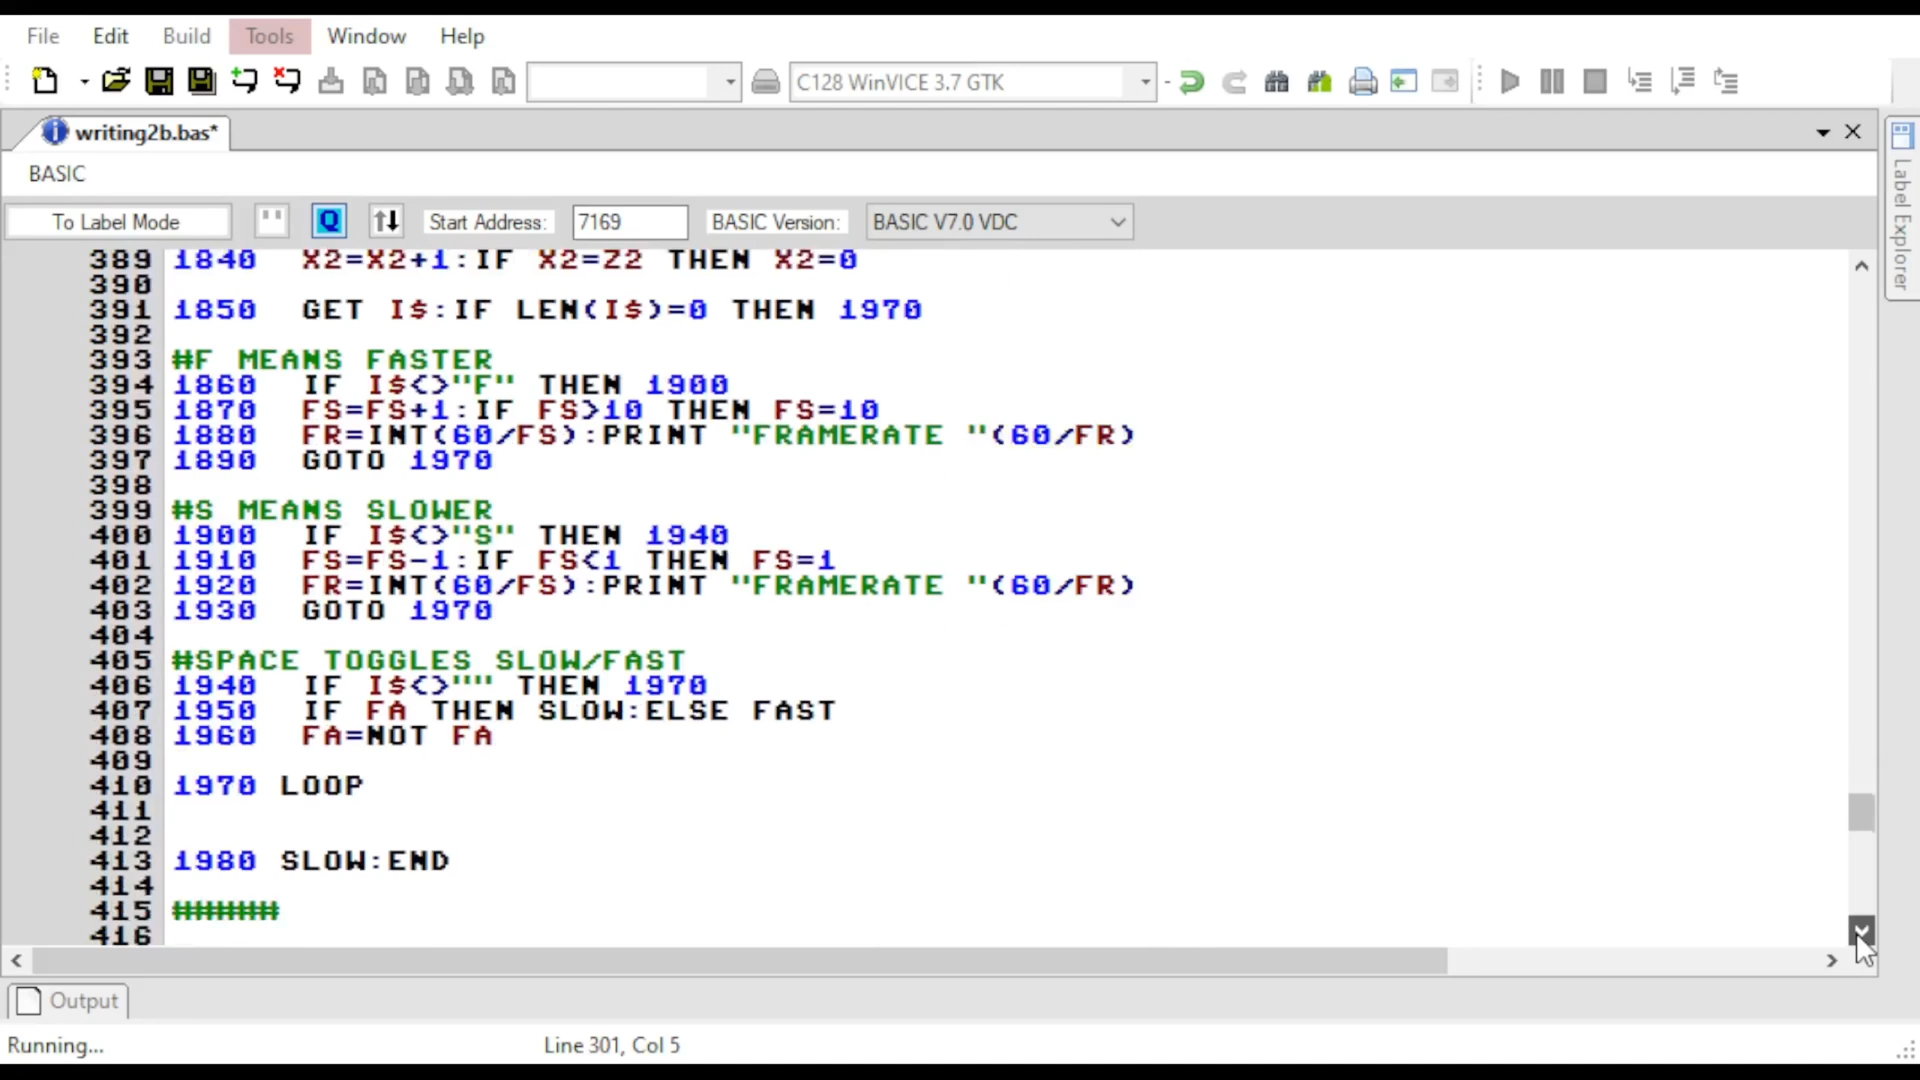 File Edit Build Tools Window Help
C128 WinVICE 3.7 GTK
writing2b.bas*
BASIC
To Label Mode " Q Start Address: 7169 BASIC Version: BASIC V7.0 VDC
Label Explorer
389 1840 X2=X2+1:IF X2=Z2 THEN X2=0
390
391 1850 GET I$:IF LEN(I$)=0 THEN 1970
392
393 #F MEANS FASTER
394 1860 IF I$<>"F" THEN 1900
395 1870 FS=FS+1:IF FS>10 THEN FS=10
396 1880 FR=INT(60/FS):PRINT "FRAMERATE "(60/FR)
397 1890 GOTO 1970
398
399 #S MEANS SLOWER
400 1900 IF I$<>"S" THEN 1940
401 1910 FS=FS-1:IF FS<1 THEN FS=1
402 1920 FR=INT(60/FS):PRINT "FRAMERATE "(60/FR)
403 1930 GOTO 1970
404
405 #SPACE TOGGLES SLOW/FAST
406 1940 IF I$<>"" THEN 1970
407 1950 IF FA THEN SLOW:ELSE FAST
408 1960 FA=NOT FA
409
410 1970 LOOP
411
412
413 1980 SLOW:END
414
415 #####
416
Output
Running... Line 301, Col 5